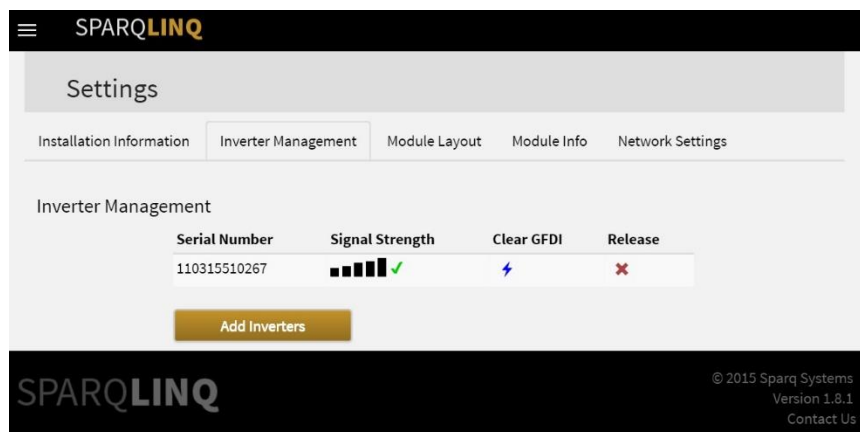 SPARQLINQ
Settings
Installation Information Inverter Management Module Layout Module Info Network Settings
Inverter Management
Serial Number Signal Strength Clear GFDI Release
110315510267
Add Inverters
SPARQLINQ
© 2015 Sparq Systems
Version 1.8.1
Contact Us